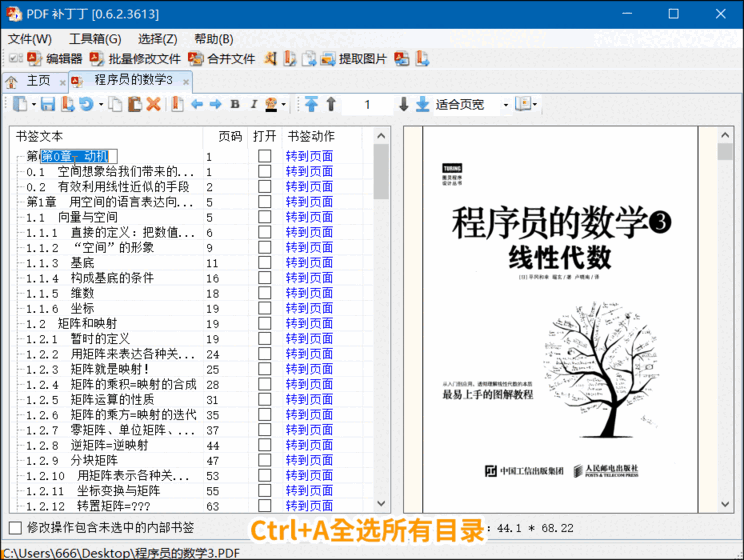 PDF 补丁丁 [0.6.2.3613]
文件(W) 工具箱(G) 选择(Z) 帮助(B)
编辑器 批量修改文件 合并文件 提取图片
主页 程序员的数学3
B I 1 适合页宽
书签文本 页码 打开 书签动作
第0章 动机 1 转到页面
0.1 空间想象给我们带来的... 1 转到页面
0.2 有效利用线性近似的手段 2 转到页面
第1章 用空间的语言表达向... 5 转到页面
1.1 向量与空间 5 转到页面
1.1.1 直接的定义：把数值... 6 转到页面
1.1.2 “空间”的形象 9 转到页面
1.1.3 基底 11 转到页面
1.1.4 构成基底的条件 16 转到页面
1.1.5 维数 18 转到页面
1.1.6 坐标 19 转到页面
1.2 矩阵和映射 19 转到页面
1.2.1 暂时的定义 19 转到页面
1.2.2 用矩阵来表达各种关... 24 转到页面
1.2.3 矩阵就是映射! 25 转到页面
1.2.4 矩阵的乘积=映射的合成 28 转到页面
1.2.5 矩阵运算的性质 31 转到页面
1.2.6 矩阵的乘方=映射的迭代 35 转到页面
1.2.7 零矩阵、单位矩阵、... 37 转到页面
1.2.8 逆矩阵=逆映射 44 转到页面
1.2.9 分块矩阵 47 转到页面
1.2.10 用矩阵表示各种关... 53 转到页面
1.2.11 坐标变换与矩阵 55 转到页面
1.2.12 转置矩阵=??? 63 转到页面
TURING
图灵程序
设计丛书
程序员的数学3
线性代数
[日] 平冈和幸 堀玄/著 卢晓南/译
从入门到应用，透彻理解线性代数的本质
最易上手的图解教程
中国工信出版集团 人民邮电出版社
POSTS & TELECOM PRESS
修改操作包含未选中的内部书签
: 44.1 * 68.22
Ctrl+A全选所有目录
C:\Users\666\Desktop\程序员的数学3.PDF